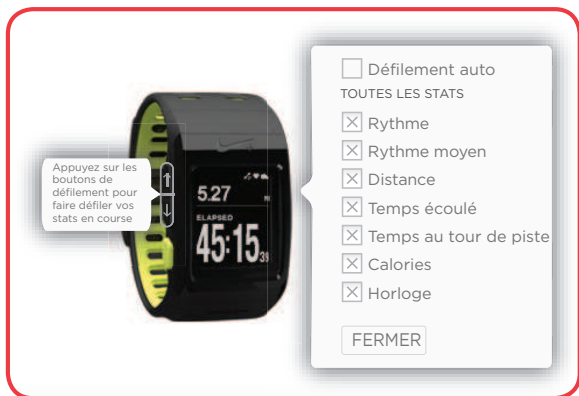 Appuyez sur les
boutons de
défilement pour
faire défiler vos
stats en course
5.27
ELAPSED
45:15
39
Défilement auto
TOUTES LES STATS
Rythme
Rythme moyen
Distance
Temps écoulé
Temps au tour de piste
Calories
Horloge
FERMER